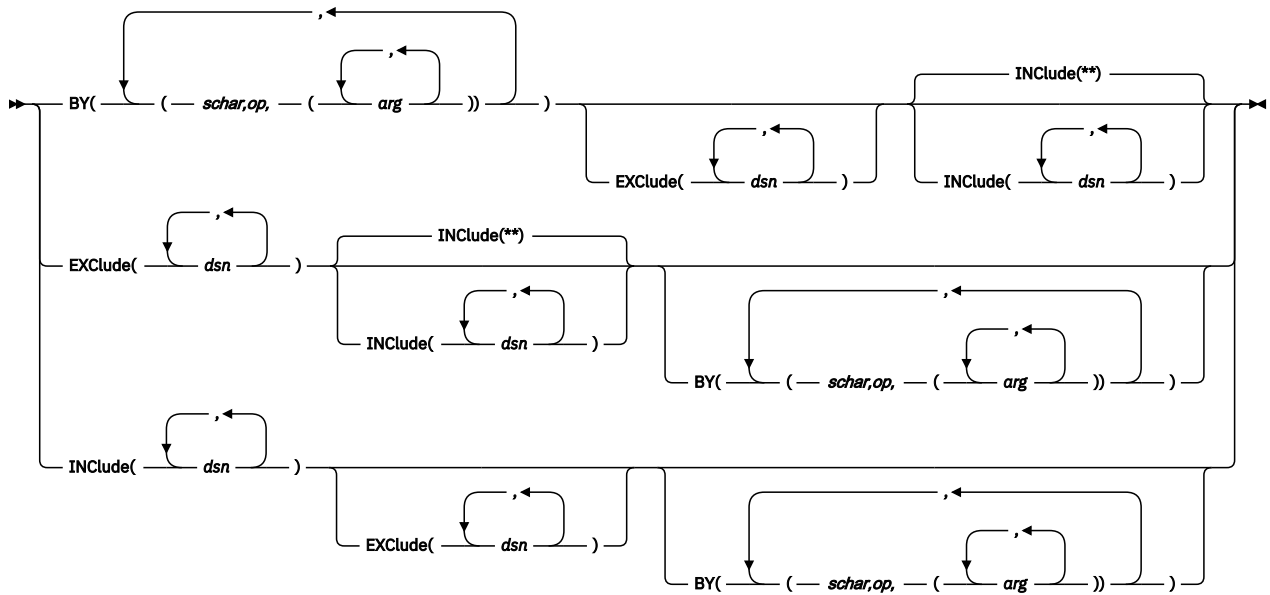 ,
,
INClude(**)
BY( ( schar,op, ( arg )) )
, ,
EXClude( dsn ) INClude( dsn )
,
INClude(**)
EXClude( dsn )
, ,
INClude( dsn )
,
BY( ( schar,op, ( arg )) )
,
INClude( dsn )
, ,
EXClude( dsn )
,
BY( ( schar,op, ( arg )) )